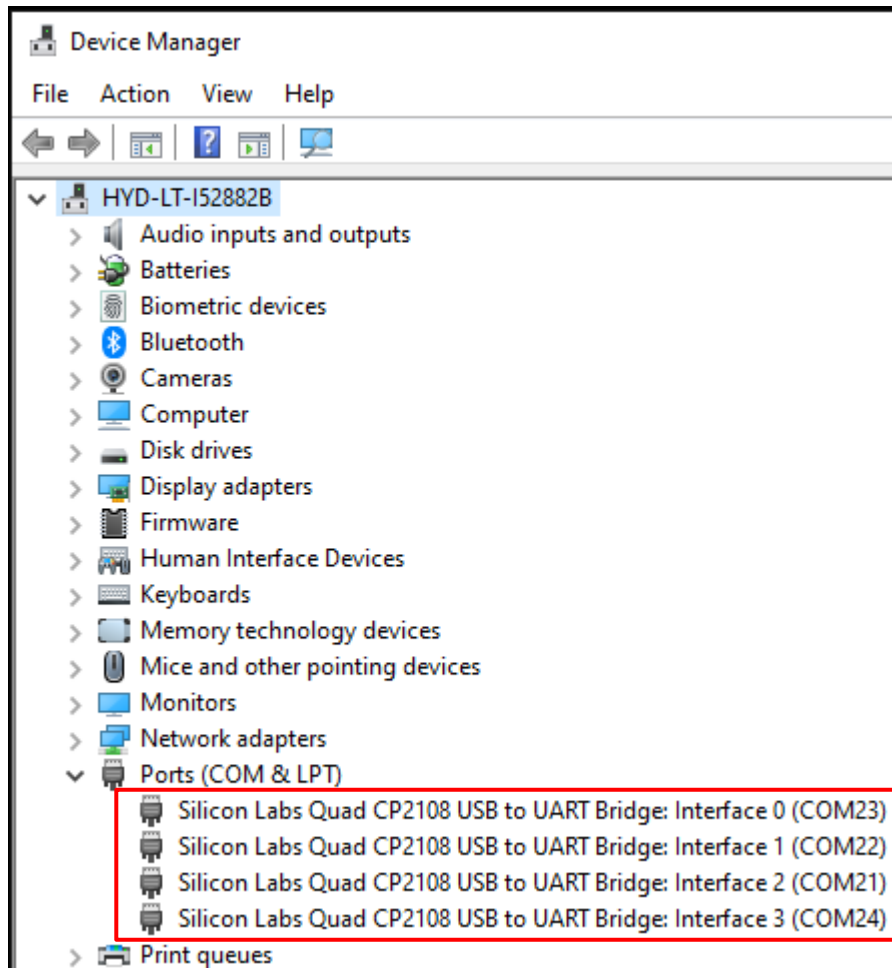 Device Manager
File Action View Help
HYD-LT-I52882B
Audio inputs and outputs
Batteries
Biometric devices
Bluetooth
Cameras
Computer
Disk drives
Display adapters
Firmware
Human Interface Devices
Keyboards
Memory technology devices
Mice and other pointing devices
Monitors
Network adapters
Ports (COM & LPT)
Silicon Labs Quad CP2108 USB to UART Bridge: Interface 0 (COM23)
Silicon Labs Quad CP2108 USB to UART Bridge: Interface 1 (COM22)
Silicon Labs Quad CP2108 USB to UART Bridge: Interface 2 (COM21)
Silicon Labs Quad CP2108 USB to UART Bridge: Interface 3 (COM24)
Print queues